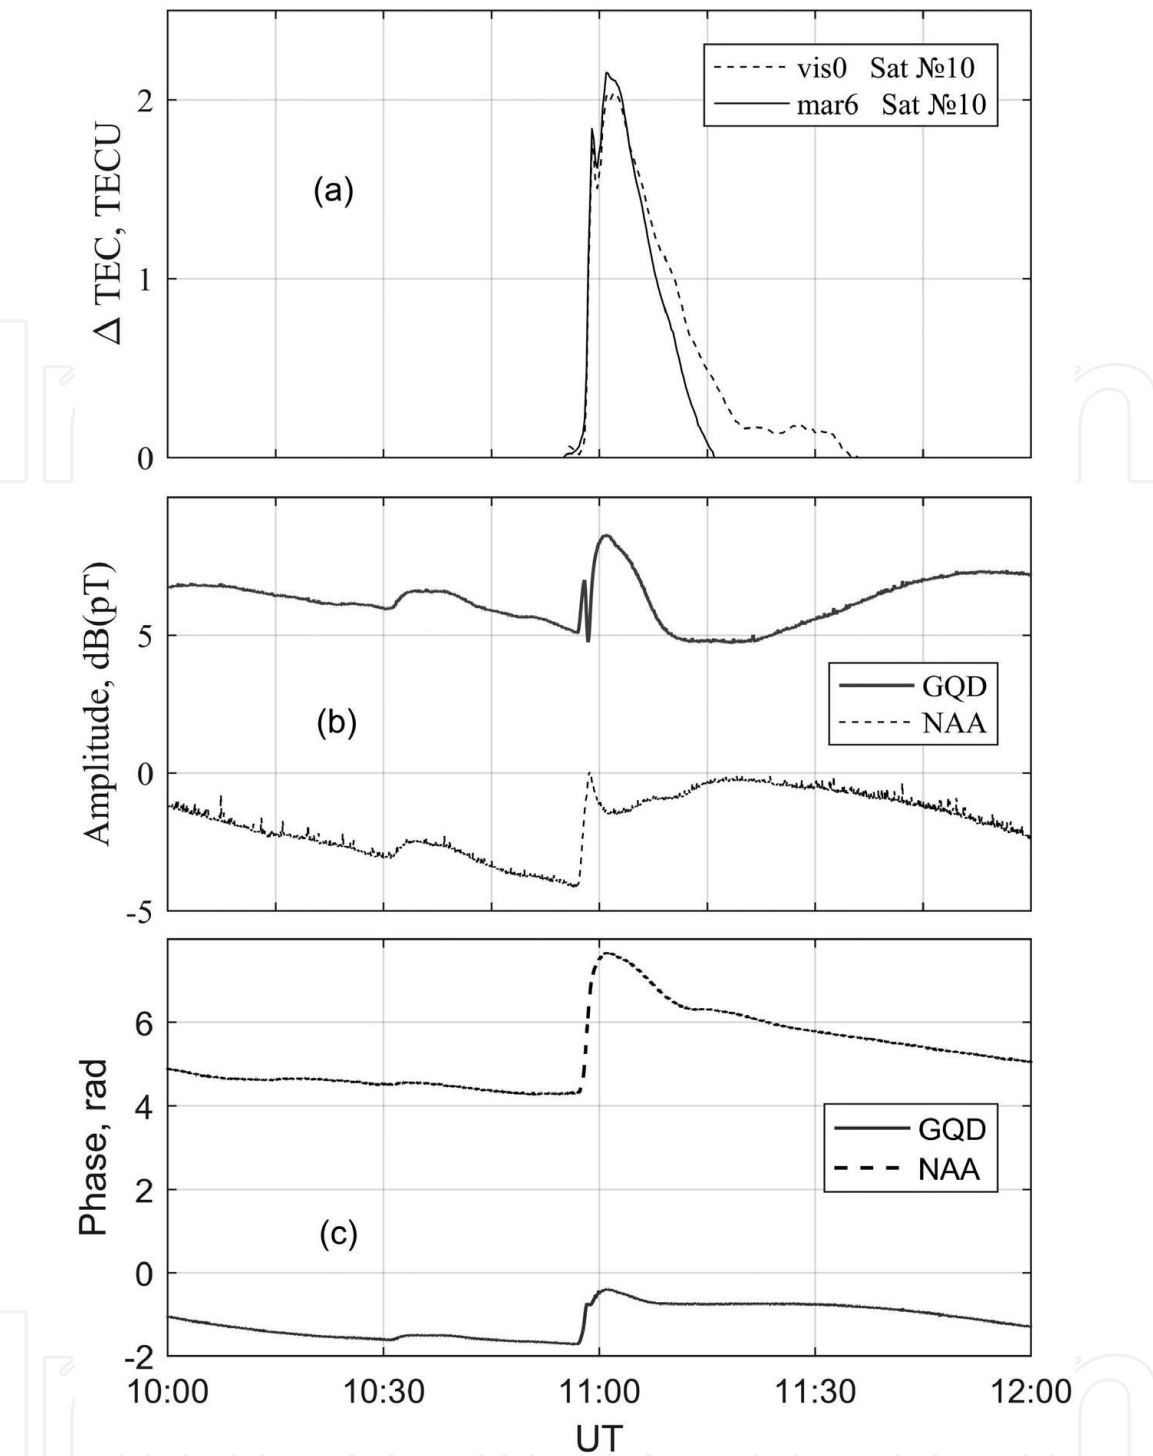 vis0 Sat №10
mar6 Sat №10
2
1
0
Δ TEC, TECU
(a)
5
0
-5
Amplitude, dB(pT)
(b)
GQD
NAA
6
4
2
0
-2
Phase, rad
(c)
GQD
NAA
10:00 10:30 11:00 11:30 12:00
UT